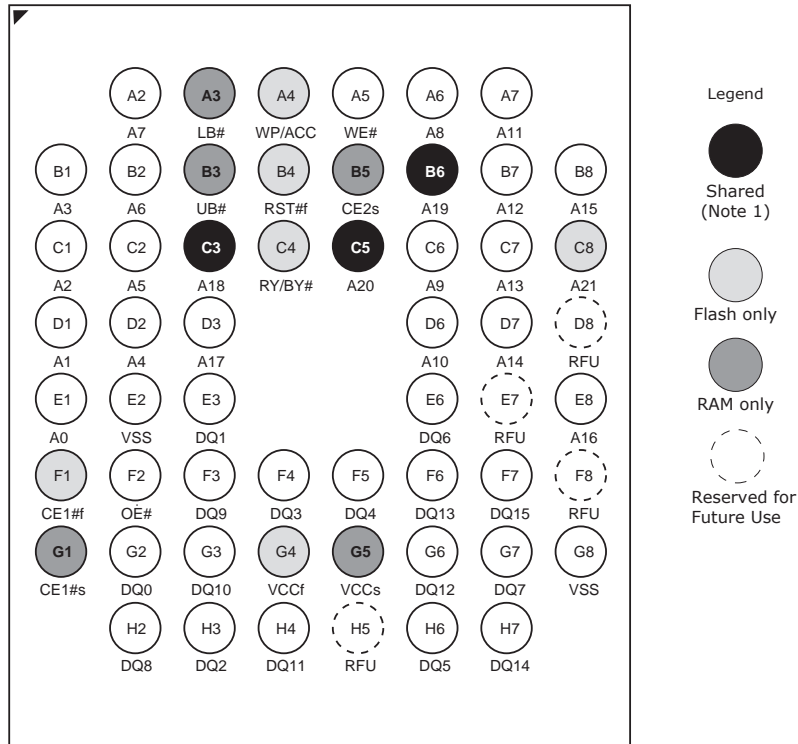 A2 A3 A4 A5 A6 A7
A7 LB# WP/ACC WE# A8 A11
B1 B2 B3 B4 B5 B6 B7 B8
A3 A6 UB# RST#f CE2s A19 A12 A15
C1 C2 C3 C4 C5 C6 C7 C8
A2 A5 A18 RY/BY# A20 A9 A13 A21
D1 D2 D3 D6 D7 D8
A1 A4 A17 A10 A14 RFU
E1 E2 E3 E6 E7 E8
A0 VSS DQ1 DQ6 RFU A16
F1 F2 F3 F4 F5 F6 F7 F8
CE1#f OE# DQ9 DQ3 DQ4 DQ13 DQ15 RFU
G1 G2 G3 G4 G5 G6 G7 G8
CE1#s DQ0 DQ10 VCCf VCCs DQ12 DQ7 VSS
H2 H3 H4 H5 H6 H7
DQ8 DQ2 DQ11 RFU DQ5 DQ14
Legend
Shared
(Note 1)
Flash only
RAM only
Reserved for
Future Use